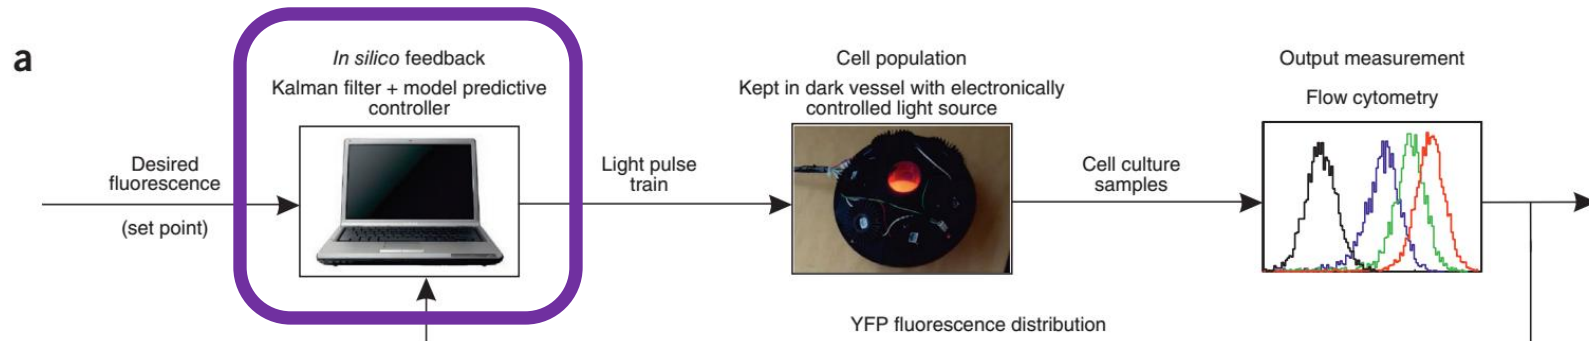 a
In silico feedback
Kalman filter + model predictive
controller
Desired
fluorescence
(set point)
Light pulse
train
Cell population
Kept in dark vessel with electronically
controlled light source
Cell culture
samples
Output measurement
Flow cytometry
YFP fluorescence distribution